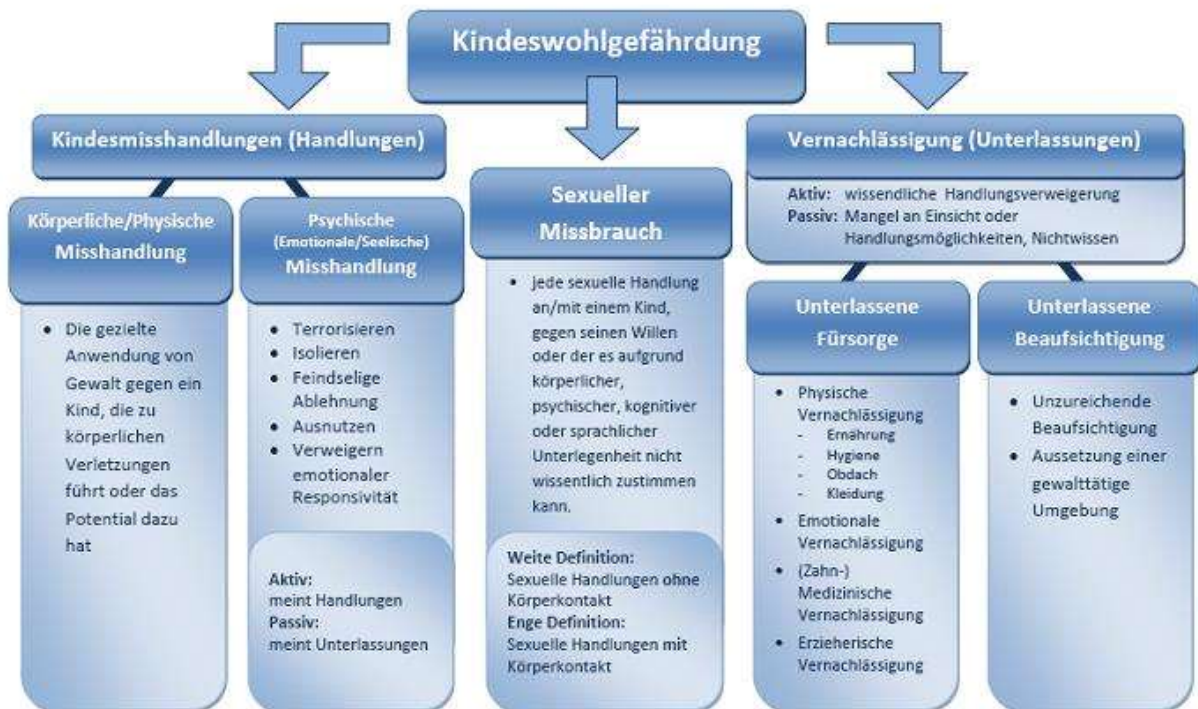 Kindeswohlgefährdung
Kindesmisshandlungen (Handlungen)
Körperliche/Physische
Misshandlung
• Die gezielte
Anwendung von
Gewalt gegen ein
Kind, die zu
körperlichen
Verletzungen
führt oder das
Potential dazu
hat
Psychische
(Emotionale/Seelische)
Misshandlung
• Terrorisieren
• Isolieren
• Feindselige
Ablehnung
• Ausnutzen
• Verweigern
emotionaler
Responsivität
Aktiv:
meint Handlungen
Passiv:
meint Unterlassungen
Sexueller
Missbrauch
• jede sexuelle Handlung
an/mit einem Kind,
gegen seinen Willen
oder der es aufgrund
körperlicher,
psychischer, kognitiver
oder sprachlicher
Unterlegenheit nicht
wissentlich zustimmen
kann.
Weite Definition:
Sexuelle Handlungen ohne
Körperkontakt
Enge Definition:
Sexuelle Handlungen mit
Körperkontakt
Vernachlässigung (Unterlassungen)
Aktiv: wissendliche Handlungsverweigerung
Passiv: Mangel an Einsicht oder
Handlungsmöglichkeiten, Nichtwissen
Unterlassene
Fürsorge
• Physische
Vernachlässigung
- Ernährung
- Hygiene
- Obdach
- Kleidung
• Emotionale
Vernachlässigung
• (Zahn-)
Medizinische
Vernachlässigung
• Erzieherische
Vernachlässigung
Unterlassene
Beaufsichtigung
• Unzureichende
Beaufsichtigung
• Aussetzung einer
gewalttätige
Umgebung